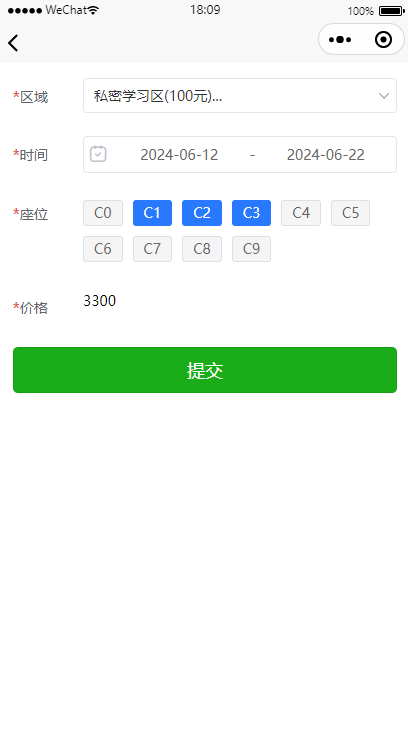 WeChat 18:09 100%
*区域 私密学习区(100元)...
*时间 2024-06-12 - 2024-06-22
*座位 C0 C1 C2 C3 C4 C5
C6 C7 C8 C9
*价格 3300
提交